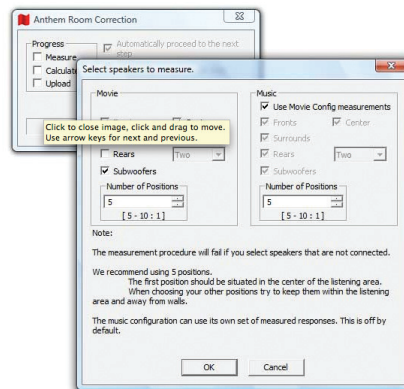 Anthem Room Correction
Progress
Measure
Calculat
Upload
Automatically proceed to the next
step
Select speakers to measure.
Movie
Click to close image, click and drag to move.
Use arrow keys for next and previous.
Rears
Two
Subwoofers
Number of Positions
5
[ 5 - 10 : 1 ]
Music
Use Movie Config measurements
Fronts
Center
Surrounds
Rears
Two
Subwoofers
Number of Positions
5
[ 5 - 10 : 1 ]
Note:
The measurement procedure will fail if you select speakers that are not connected.
We recommend using 5 positions.
The first position should be situated in the center of the listening area.
When choosing your other positions try to keep them within the listening
area and away from walls.
The music configuration can use its own set of measured responses. This is off by
default.
OK
Cancel